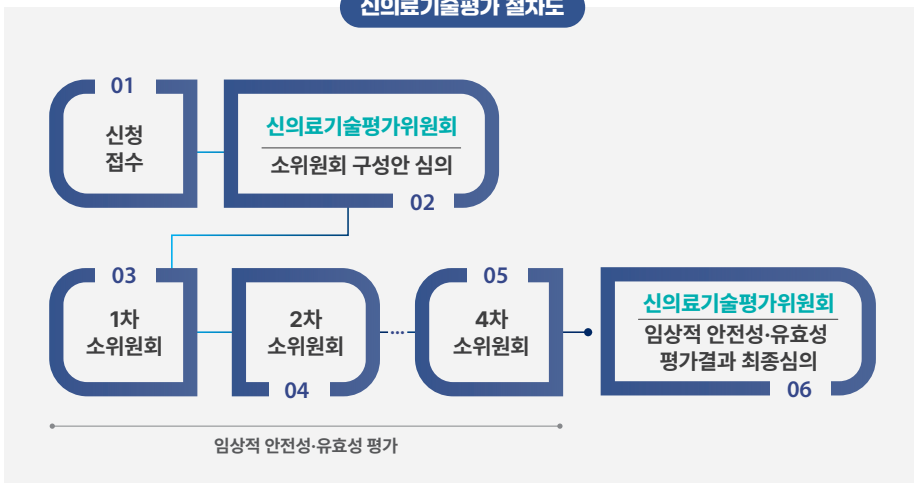 신의료기술평가 절차도
01
신청
접수
신의료기술평가위원회
소위원회 구성안 심의
02
03
1차
소위원회
2차
소위원회
04
...
05
4차
소위원회
신의료기술평가위원회
임상적 안전성·유효성
평가결과 최종심의
06
임상적 안전성·유효성 평가